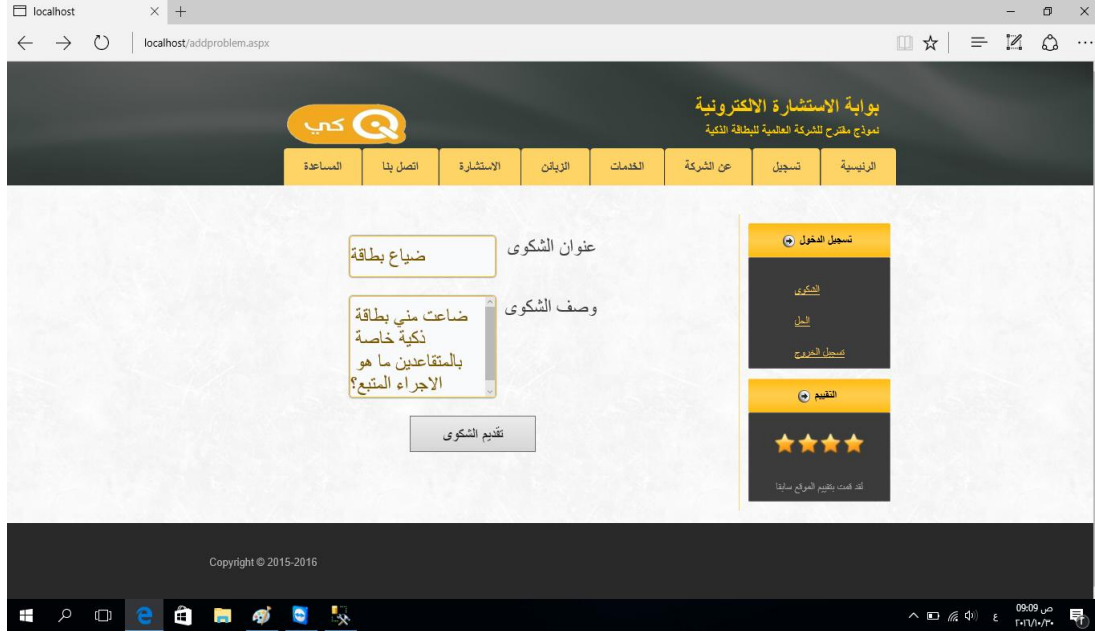 localhost
localhost/addproblem.aspx
بوابة الاستشارة الالكترونية
نموذج مقترح للشركة العالمية للبطاقة الذكية
كي
الرئيسية
تسجيل
عن الشركة
الخدمات
الزبائن
الاستشارة
اتصل بنا
المساعدة
تسجيل الدخول
الشكوى
الحل
تسجيل الخروج
التقييم
لقد قمت بتقييم الموقع سابقا
عنوان الشكوى
ضياع بطاقة
وصف الشكوى
ضاعت مني بطاقة
ذكية خاصة
بالمتقاعدين ما هو
الاجراء المتبع؟
تقديم الشكوى
Copyright © 2015-2016
ع
09:09 ص
٢٠١٦/١٠/٣٠